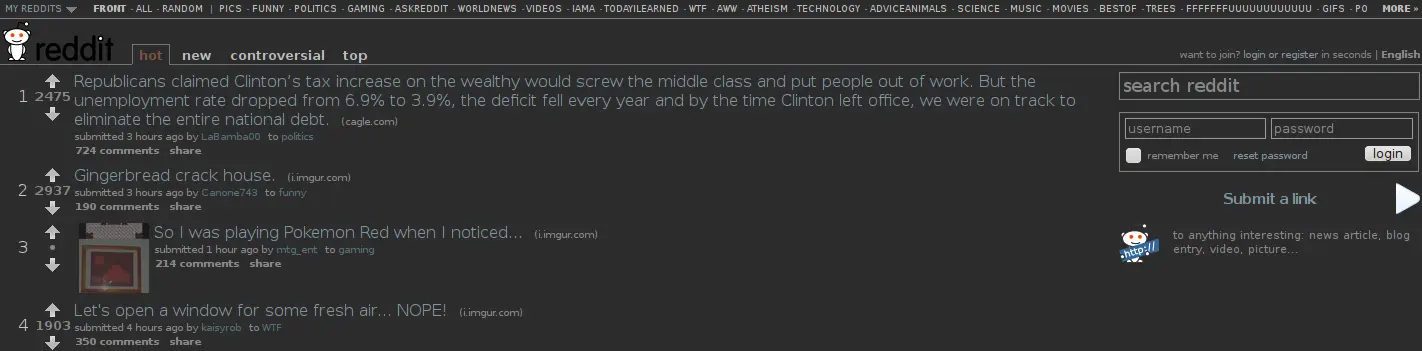 MY REDDITS FRONT - ALL - RANDOM | PICS - FUNNY - POLITICS - GAMING - ASKREDDIT - WORLDNEWS - VIDEOS - IAMA - TODAYILEARNED - WTF - AWW - ATHEISM - TECHNOLOGY - ADVICEANIMALS - SCIENCE - MUSIC - MOVIES - BESTOF - TREES - FFFFFFFUUUUUUUUUUUU - GIFS - PO MORE »
reddit hot new controversial top
want to join? login or register in seconds | English
1 2475
Republicans claimed Clinton's tax increase on the wealthy would screw the middle class and put people out of work. But the
unemployment rate dropped from 6.9% to 3.9%, the deficit fell every year and by the time Clinton left office, we were on track to
eliminate the entire national debt. (cagle.com)
submitted 3 hours ago by LaBamba00 to politics
724 comments share
2 2937
Gingerbread crack house. (i.imgur.com)
submitted 3 hours ago by Canone743 to funny
190 comments share
3 •
So I was playing Pokemon Red when I noticed... (i.imgur.com)
submitted 1 hour ago by mtg_ent to gaming
214 comments share
4 1903
Let's open a window for some fresh air... NOPE! (i.imgur.com)
submitted 4 hours ago by kaisyrob to WTF
350 comments share
search reddit
username password
remember me reset password login
Submit a link
http://
to anything interesting: news article, blog
entry, video, picture...